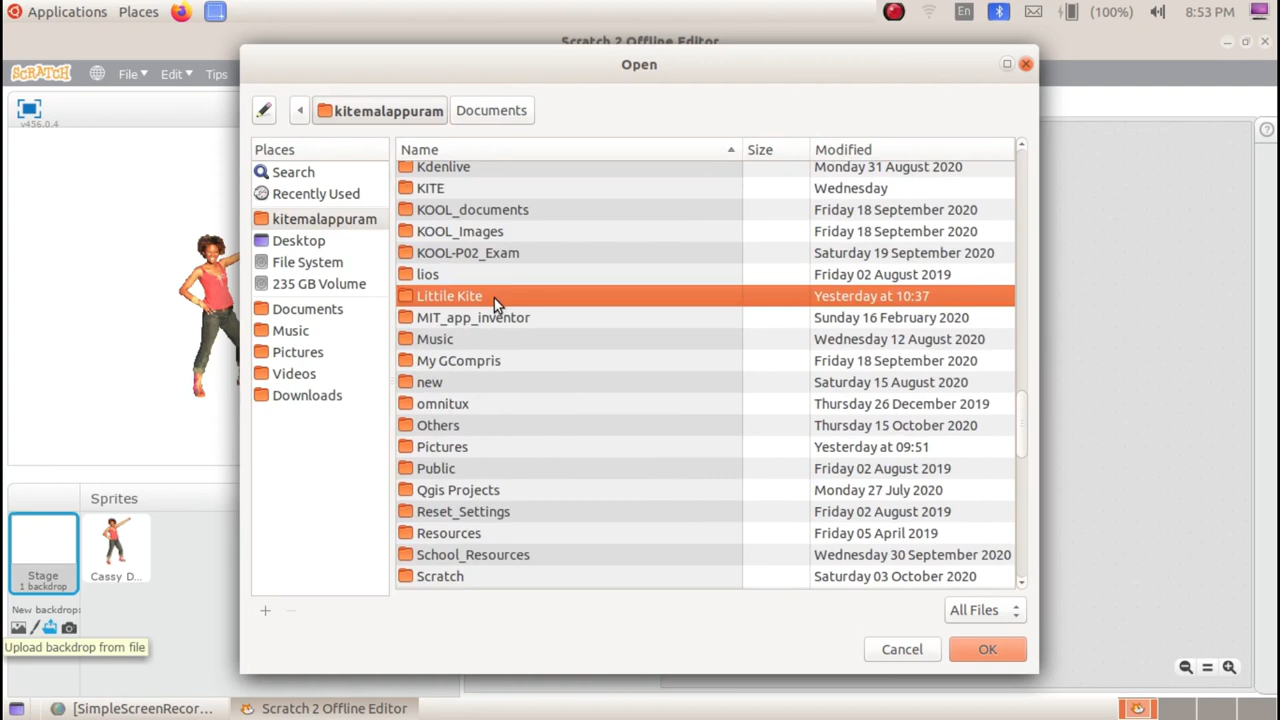 Applications Places En (100%) 8:53 PM
Scratch 2 Offline Editor
Open
SCRATCH File Edit Tips
v456.0.4
kitemalappuram Documents
Places
Search
Recently Used
kitemalappuram
Desktop
File System
235 GB Volume
Documents
Music
Pictures
Videos
Downloads
Name Size Modified
Kdenlive Monday 31 August 2020
KITE Wednesday
KOOL_documents Friday 18 September 2020
KOOL_Images Friday 18 September 2020
KOOL-P02_Exam Saturday 19 September 2020
lios Friday 02 August 2019
Littile Kite Yesterday at 10:37
MIT_app_inventor Sunday 16 February 2020
Music Wednesday 12 August 2020
My GCompris Friday 18 September 2020
new Saturday 15 August 2020
omnitux Thursday 26 December 2019
Others Thursday 15 October 2020
Pictures Yesterday at 09:51
Public Friday 02 August 2019
Qgis Projects Monday 27 July 2020
Reset_Settings Friday 02 August 2019
Resources Friday 05 April 2019
School_Resources Wednesday 30 September 2020
Scratch Saturday 03 October 2020
All Files
Cancel OK
Sprites
Stage
1 backdrop
Cassy D...
New backdrop:
Upload backdrop from file
[SimpleScreenRecor... Scratch 2 Offline Editor